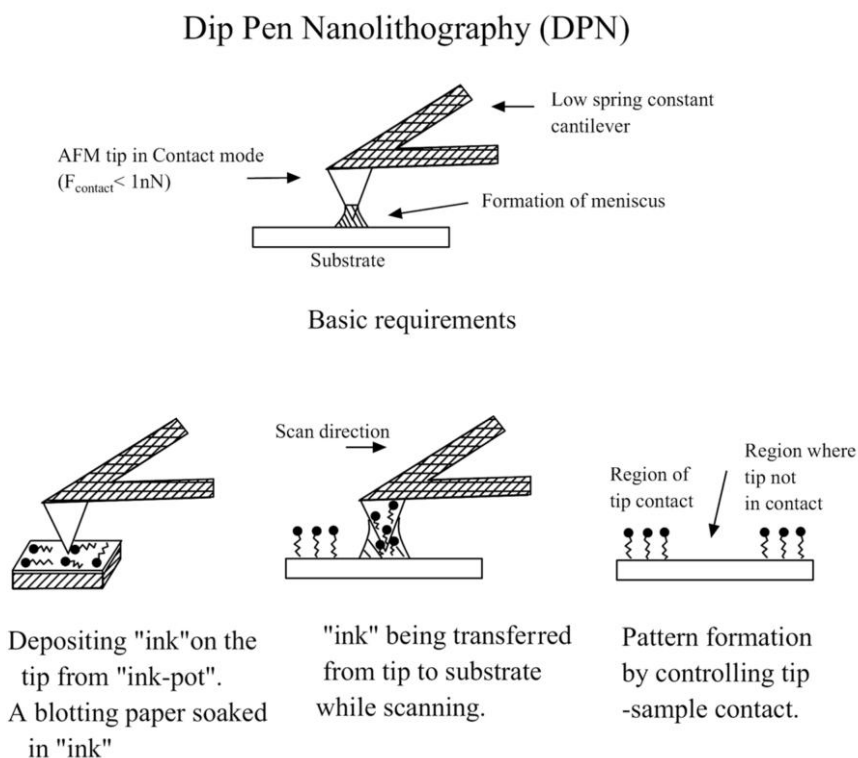 Dip Pen Nanolithography (DPN)
Low spring constant
cantilever
AFM tip in Contact mode
(Fcontact< 1nN)
Formation of meniscus
Substrate
Basic requirements
Scan direction
Region of
tip contact
Region where
tip not
in contact
Depositing "ink"on the
tip from "ink-pot".
A blotting paper soaked
in "ink"
"ink" being transferred
from tip to substrate
while scanning.
Pattern formation
by controlling tip
-sample contact.